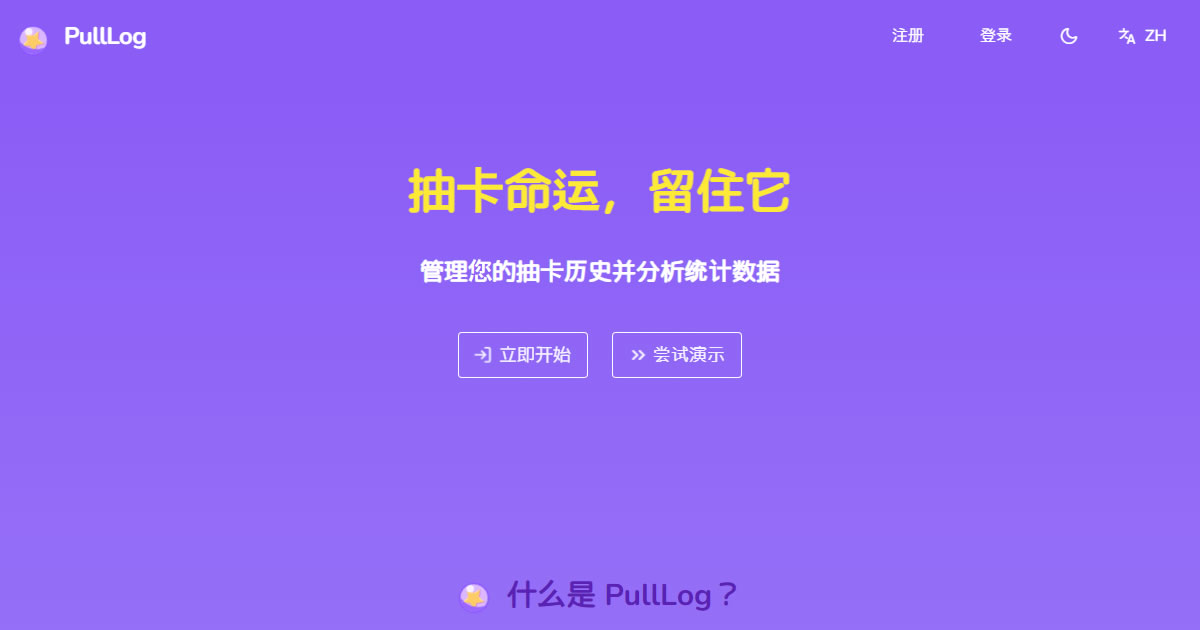 PullLog
注册
登录
ZH
抽卡命运，留住它
管理您的抽卡历史并分析统计数据
立即开始
尝试演示
什么是 PullLog？